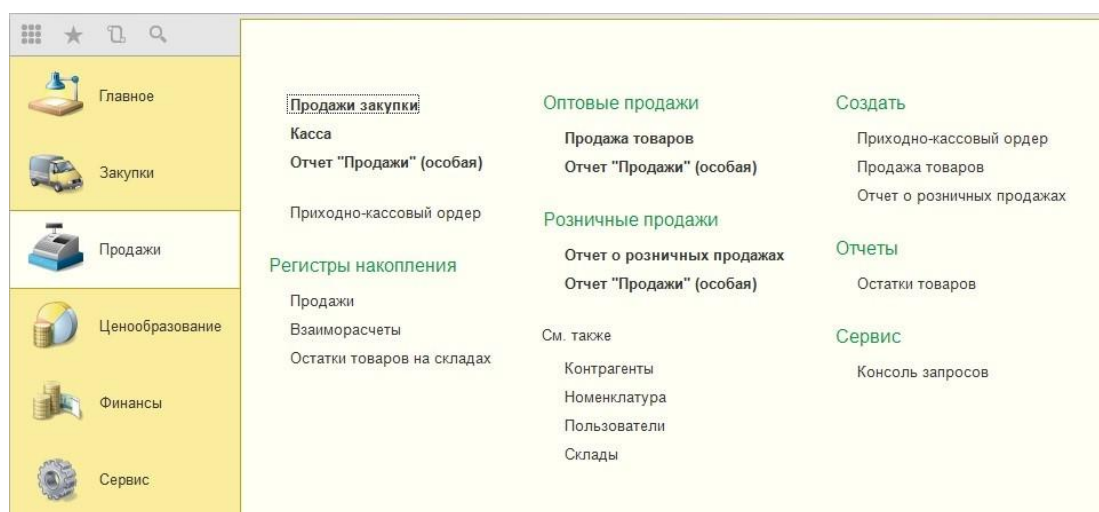 Главное
Закупки
Продажи
Ценообразование
Финансы
Сервис
Продажи закупки
Касса
Отчет "Продажи" (особая)
Приходно-кассовый ордер
Регистры накопления
Продажи
Взаиморасчеты
Остатки товаров на складах
Оптовые продажи
Продажа товаров
Отчет "Продажи" (особая)
Розничные продажи
Отчет о розничных продажах
Отчет "Продажи" (особая)
См. также
Контрагенты
Номенклатура
Пользователи
Склады
Создать
Приходно-кассовый ордер
Продажа товаров
Отчет о розничных продажах
Отчеты
Остатки товаров
Сервис
Консоль запросов